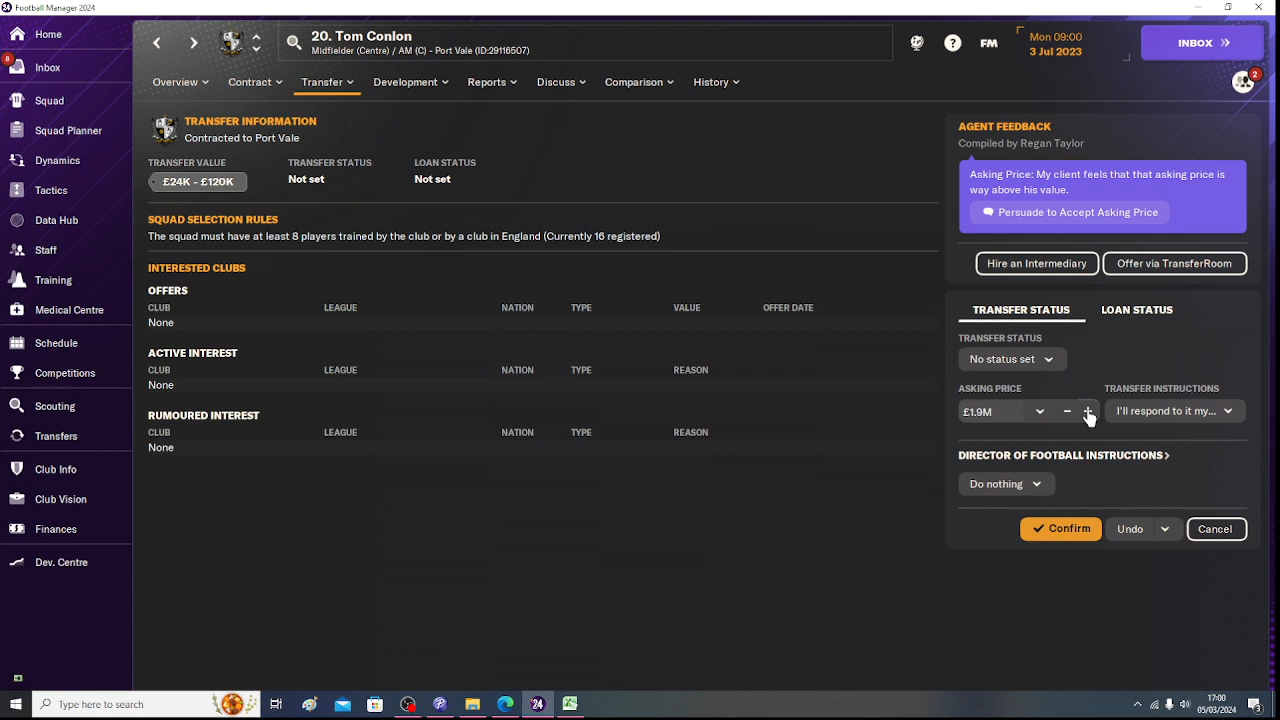 24 Football Manager 2024
Home
8
Inbox
Squad
Squad Planner
Dynamics
Tactics
Data Hub
Staff
Training
Medical Centre
Schedule
Competitions
Scouting
Transfers
Club Info
Club Vision
Finances
Dev. Centre
20. Tom Conlon
Midfielder (Centre) / AM (C) - Port Vale (ID:29116507)
? FM
Mon 09:00
3 Jul 2023
INBOX
2
Overview Contract Transfer Development Reports Discuss Comparison History
TRANSFER INFORMATION
Contracted to Port Vale
TRANSFER VALUE TRANSFER STATUS LOAN STATUS
£24K - £120K Not set Not set
SQUAD SELECTION RULES
The squad must have at least 8 players trained by the club or by a club in England (Currently 16 registered)
INTERESTED CLUBS
OFFERS
CLUB LEAGUE NATION TYPE VALUE OFFER DATE
None
ACTIVE INTEREST
CLUB LEAGUE NATION TYPE REASON
None
RUMOURED INTEREST
CLUB LEAGUE NATION TYPE REASON
None
AGENT FEEDBACK
Compiled by Regan Taylor
Asking Price: My client feels that that asking price is
way above his value.
Persuade to Accept Asking Price
Hire an Intermediary Offer via TransferRoom
TRANSFER STATUS LOAN STATUS
TRANSFER STATUS
No status set
ASKING PRICE TRANSFER INSTRUCTIONS
£1.9M - + I'll respond to it my...
DIRECTOR OF FOOTBALL INSTRUCTIONS >
Do nothing
Confirm Undo Cancel
Type here to search
24
17:00
05/03/2024
3